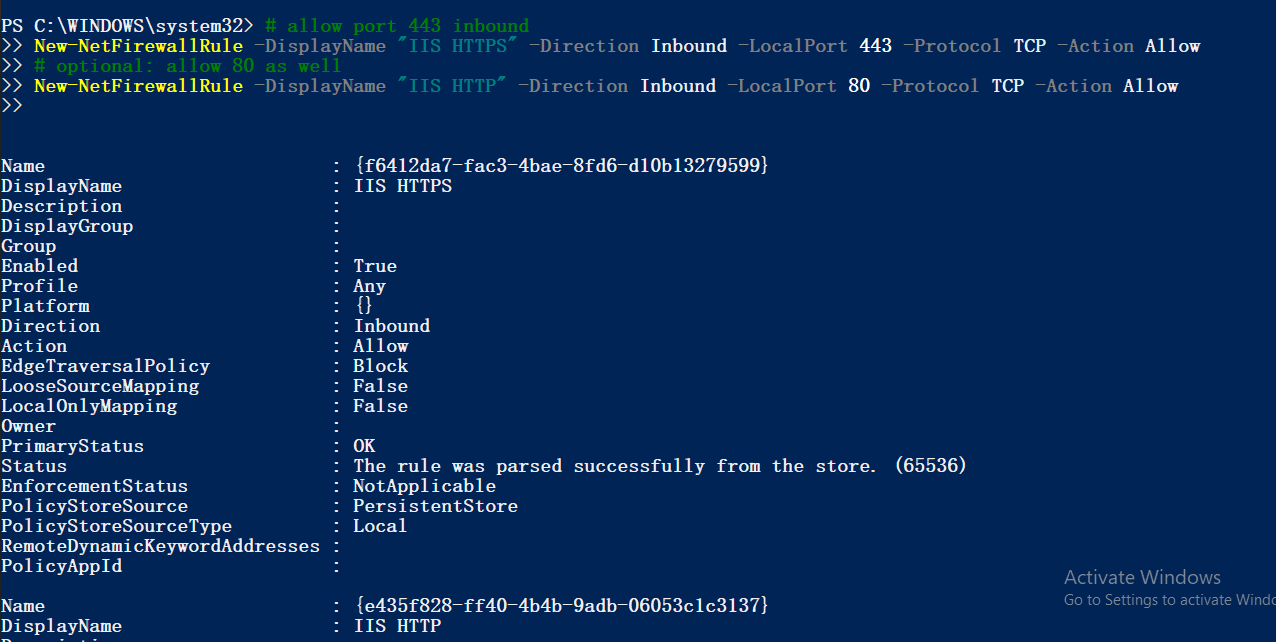 PS C:\WINDOWS\system32> # allow port 443 inbound
>> New-NetFirewallRule -DisplayName "IIS HTTPS" -Direction Inbound -LocalPort 443 -Protocol TCP -Action Allow
>> # optional: allow 80 as well
>> New-NetFirewallRule -DisplayName "IIS HTTP" -Direction Inbound -LocalPort 80 -Protocol TCP -Action Allow
>>
Name : {f6412da7-fac3-4bae-8fd6-d10b13279599}
DisplayName : IIS HTTPS
Description :
DisplayGroup :
Group :
Enabled : True
Profile : Any
Platform : {}
Direction : Inbound
Action : Allow
EdgeTraversalPolicy : Block
LooseSourceMapping : False
LocalOnlyMapping : False
Owner :
PrimaryStatus : OK
Status : The rule was parsed successfully from the store. (65536)
EnforcementStatus : NotApplicable
PolicyStoreSource : PersistentStore
PolicyStoreSourceType : Local
RemoteDynamicKeywordAddresses :
PolicyAppId :
Name : {e435f828-ff40-4b4b-9adb-06053c1c3137}
DisplayName : IIS HTTP
Activate Windows
Go to Settings to activate